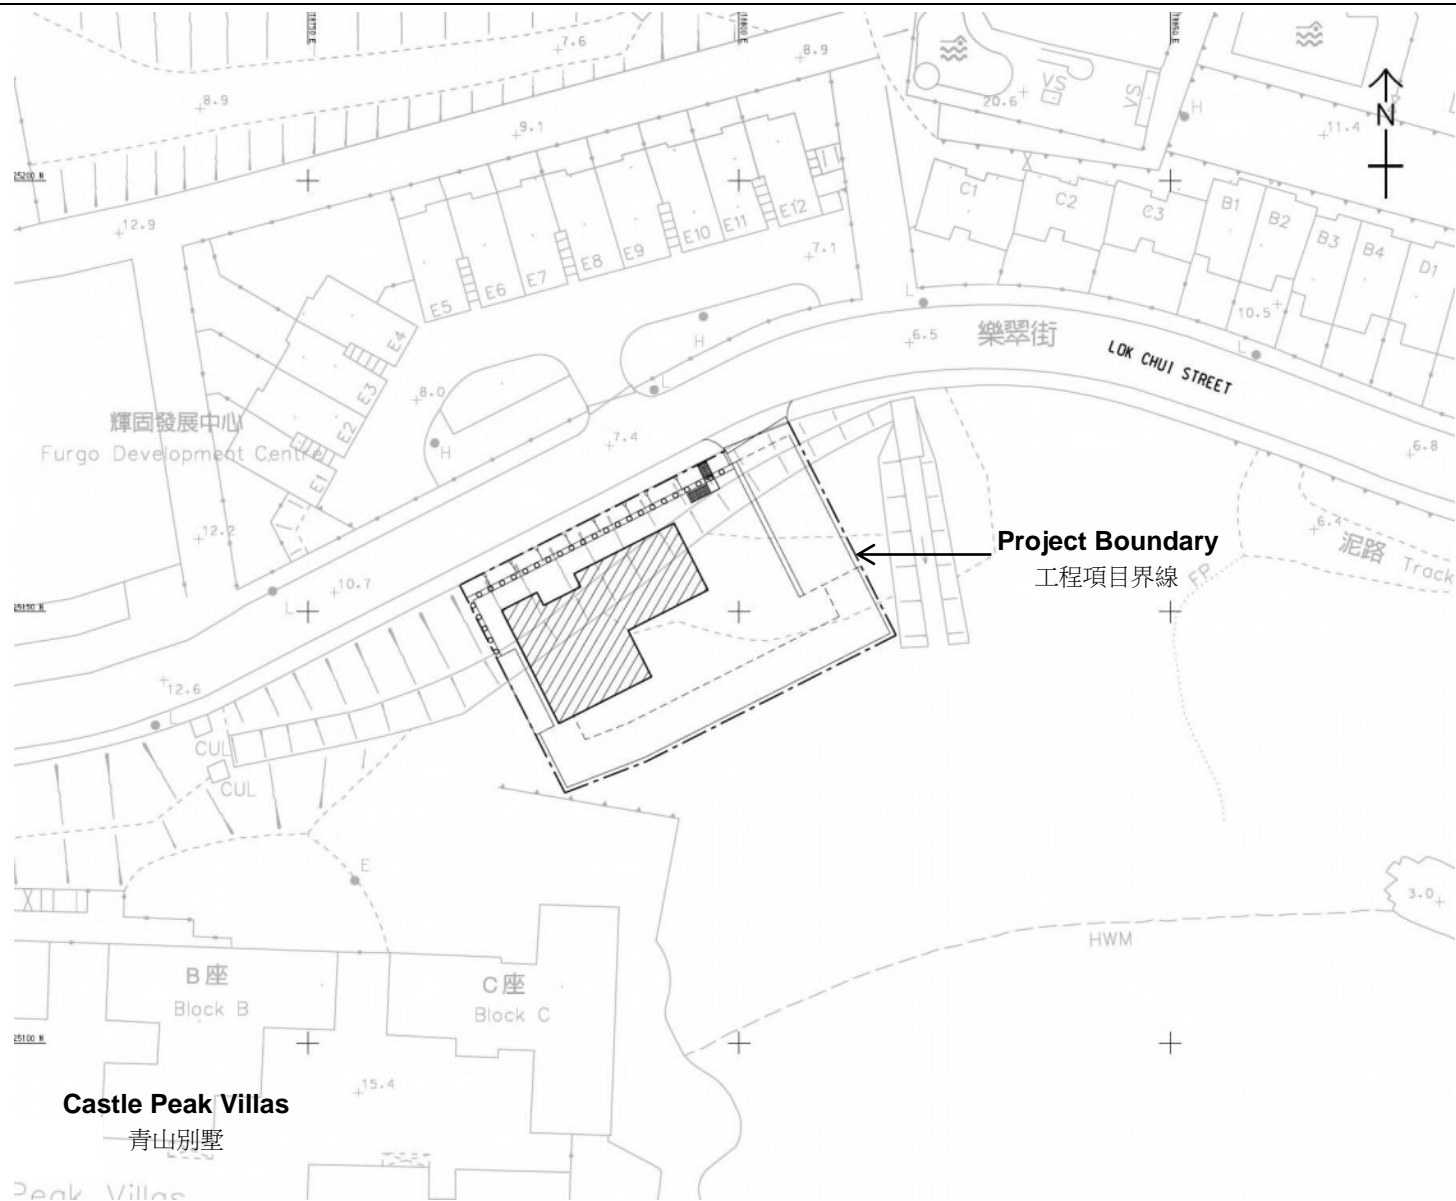 18750 E
18800 E
18850 E
7.6
8.9
8.9
VS
VS
20.6
H
11.4
N
9.1
25200 N
12.9
C1
C2
C3
B1
B2
B3
B4
D1
E12
E11
E10
E9
E8
E7
E6
E5
7.1
L
10.5
H
6.5
樂翠街
LOK CHUI STREET
L
E4
E3
E2
E1
8.0
L
輝固發展中心
Furgo Development Centre
H
7.4
6.8
12.2
6.4
泥路
Track
Project Boundary
工程項目界線
FP
10.7
L
25150 N
12.6
L
CUL
CUL
E
3.0
HWM
B座
Block B
C座
Block C
25100 N
15.4
Castle Peak Villas
青山別墅
Peak Villas